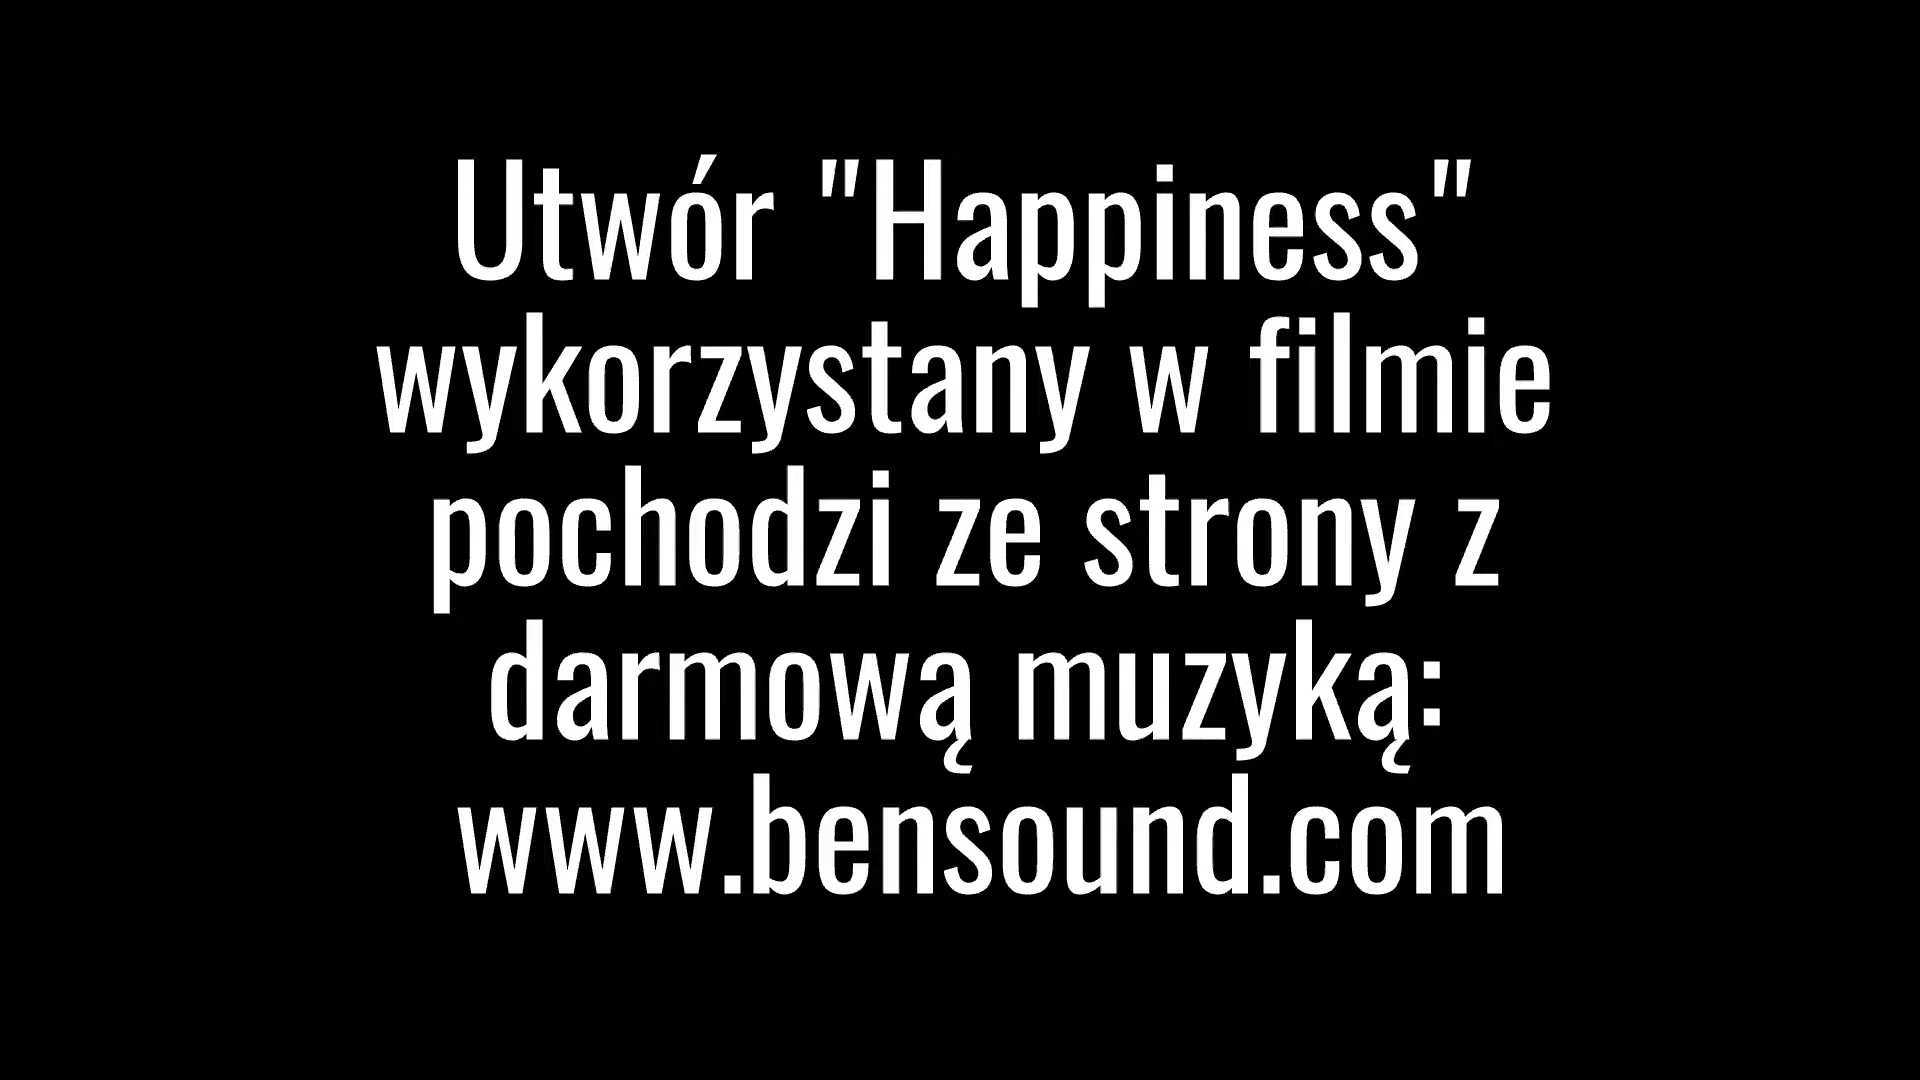 Utwór "Happiness"
wykorzystany w filmie
pochodzi ze strony z
darmową muzyką:
www.bensound.com